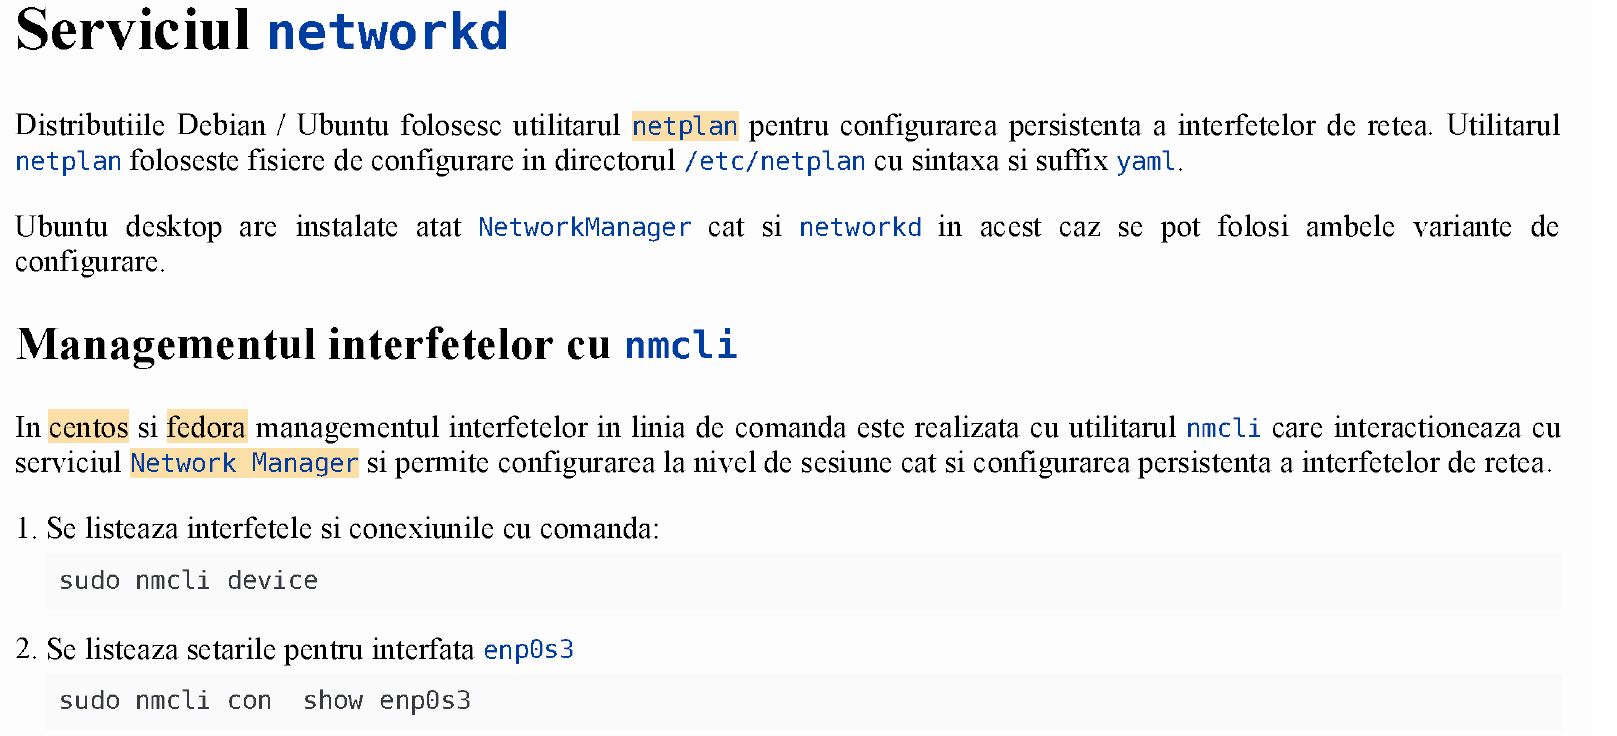 Serviciul networkd
Distributiile Debian / Ubuntu folosesc utilitarul netplan pentru configurarea persistenta a interfetelor de retea. Utilitarul
netplan foloseste fisiere de configurare in directorul /etc/netplan cu sintaxa si suffix yaml.
Ubuntu desktop are instalate atat NetworkManager cat si networkd in acest caz se pot folosi ambele variante de
configurare.
Managementul interfetelor cu nmcli
In centos si fedora managementul interfetelor in linia de comanda este realizata cu utilitarul nmcli care interactioneaza cu
serviciul Network Manager si permite configurarea la nivel de sesiune cat si configurarea persistenta a interfetelor de retea.
1. Se listeaza interfetele si conexiunile cu comanda:
sudo nmcli device
2. Se listeaza setarile pentru interfata enp0s3
sudo nmcli con  show enp0s3